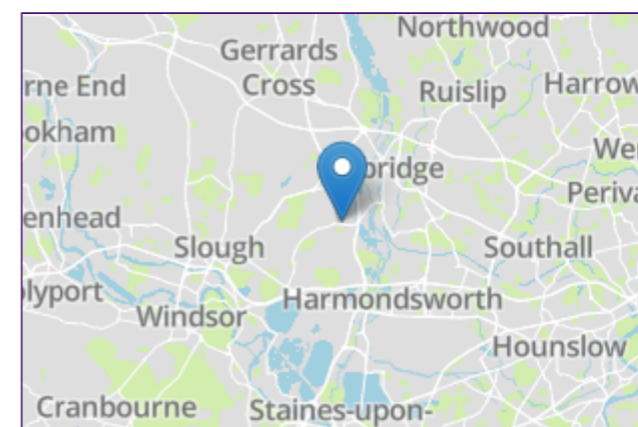 Northwood
Gerrards
Cross
rne End
Ruislip
Harrow
ookham
We
bridge
Periva
enhead
Slough
Southall
lyport
Harmondsworth
Windsor
Hounslow
Cranbourne
Staines-upon-